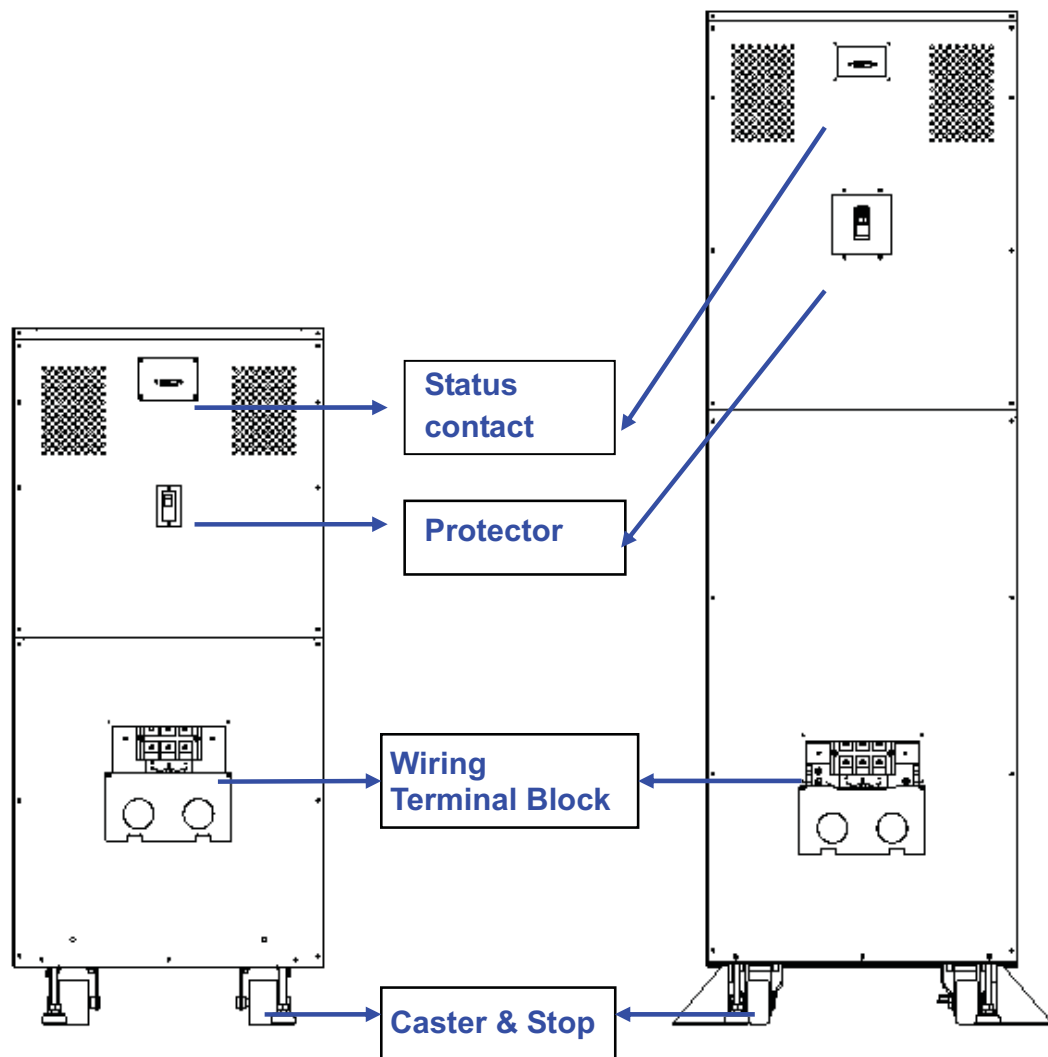 Status
contact
Protector
Wiring
Terminal Block
Caster & Stop